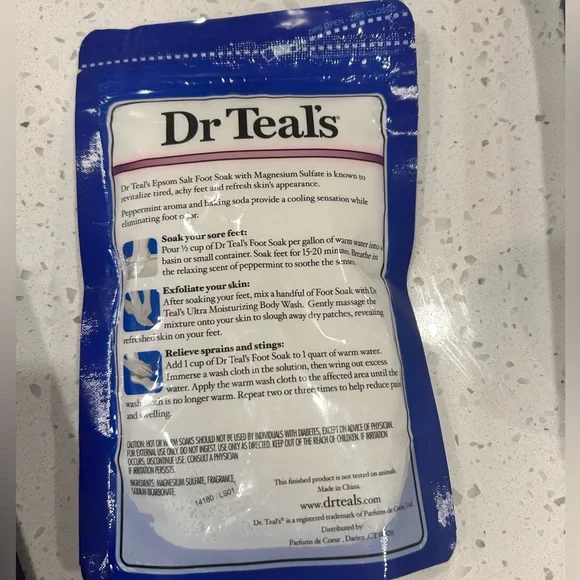 Dr Teal's®
Dr Teal's Epsom Salt Foot Soak with Magnesium Sulfate is known to
revitalize tired, achy feet and refresh skin's appearance.
Peppermint aroma and baking soda provide a cooling sensation while
eliminating foot odor.
Soak your sore feet:
Pour ½ cup of Dr Teal's Foot Soak per gallon of warm water into a
basin or small container. Soak feet for 15-20 minutes. Breathe in
the relaxing scent of peppermint to soothe the senses.
Exfoliate your skin:
After soaking your feet, mix a handful of Foot Soak with Dr
Teal's Ultra Moisturizing Body Wash. Gently massage the
mixture onto your skin to slough away dry patches, revealing
refreshed skin on your feet.
Relieve sprains and stings:
Add 1 cup of Dr Teal's Foot Soak to 1 quart of warm water.
Immerse a wash cloth in the solution, then wring out excess
water. Apply the warm wash cloth to the affected area until the
wash cloth is no longer warm. Repeat two or three times to help reduce pain
and swelling.
CAUTION: HOT OR WARM SOAKS SHOULD NOT BE USED BY INDIVIDUALS WITH DIABETES, EXCEPT ON ADVICE OF PHYSICIAN.
FOR EXTERNAL USE ONLY. DO NOT INGEST. USE ONLY AS DIRECTED. KEEP OUT OF THE REACH OF CHILDREN. IF IRRITATION
OCCURS, DISCONTINUE USE. CONSULT A PHYSICIAN
IF IRRITATION PERSISTS.
INGREDIENTS: MAGNESIUM SULFATE, FRAGRANCE,
SODIUM BICARBONATE.
14180 LS01
This finished product is not tested on animals.
Made in China.
www.drteals.com
Dr. Teal's® is a registered trademark of Parfums de Coeur, Ltd.
Distributed by:
Parfums de Coeur, Darien, CT